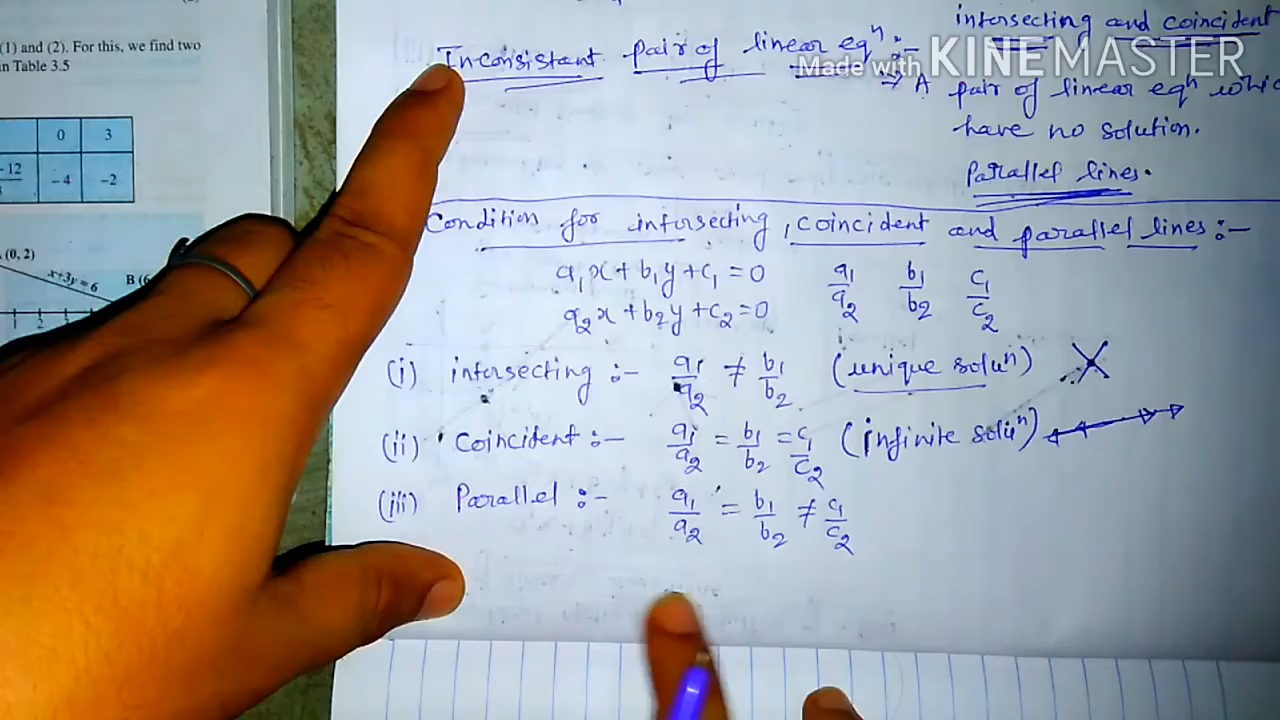 (1) and (2). For this, we find two
in Table 3.5
0 3
-12 -4 -2
(0, 2)
x+3y=6
B (6
1 2
intersecting and coincident
Made with KINEMASTER
Inconsistant pair of linear eqⁿ :-
→ A pair of linear eqⁿ which
have no solution.
Parallel lines.
Condition for intersecting, coincident and parallel lines :-
a₁x + b₁y + c₁ = 0 a₁/a₂ b₁/b₂ c₁/c₂
a₂x + b₂y + c₂ = 0
(i) intersecting :- a₁/a₂ ≠ b₁/b₂ (unique soluⁿ)
(ii) Coincident :- a₁/a₂ = b₁/b₂ = c₁/c₂ (infinite soluⁿ)
(iii) Parallel :- a₁/a₂ = b₁/b₂ ≠ c₁/c₂